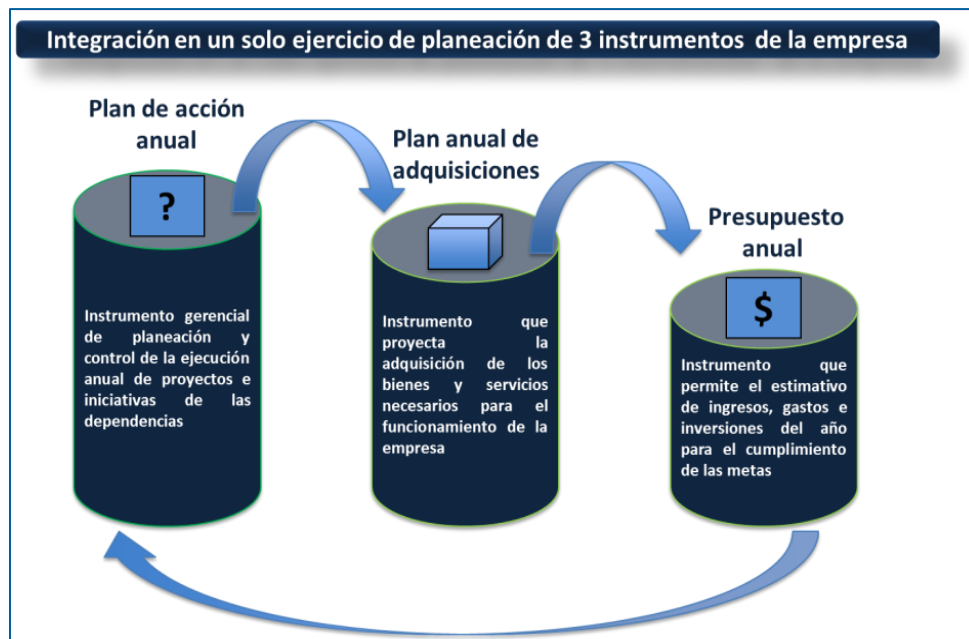 Integración en un solo ejercicio de planeación de 3 instrumentos de la empresa
Plan de acción
anual
?
Instrumento gerencial
de planeación y
control de la ejecución
anual de proyectos e
iniciativas de las
dependencias
Plan anual de
adquisiciones
Instrumento que
proyecta la
adquisición de los
bienes y servicios
necesarios para el
funcionamiento de la
empresa
Presupuesto
anual
$
Instrumento que
permite el estimativo
de ingresos, gastos e
inversiones del año
para el cumplimiento
de las metas